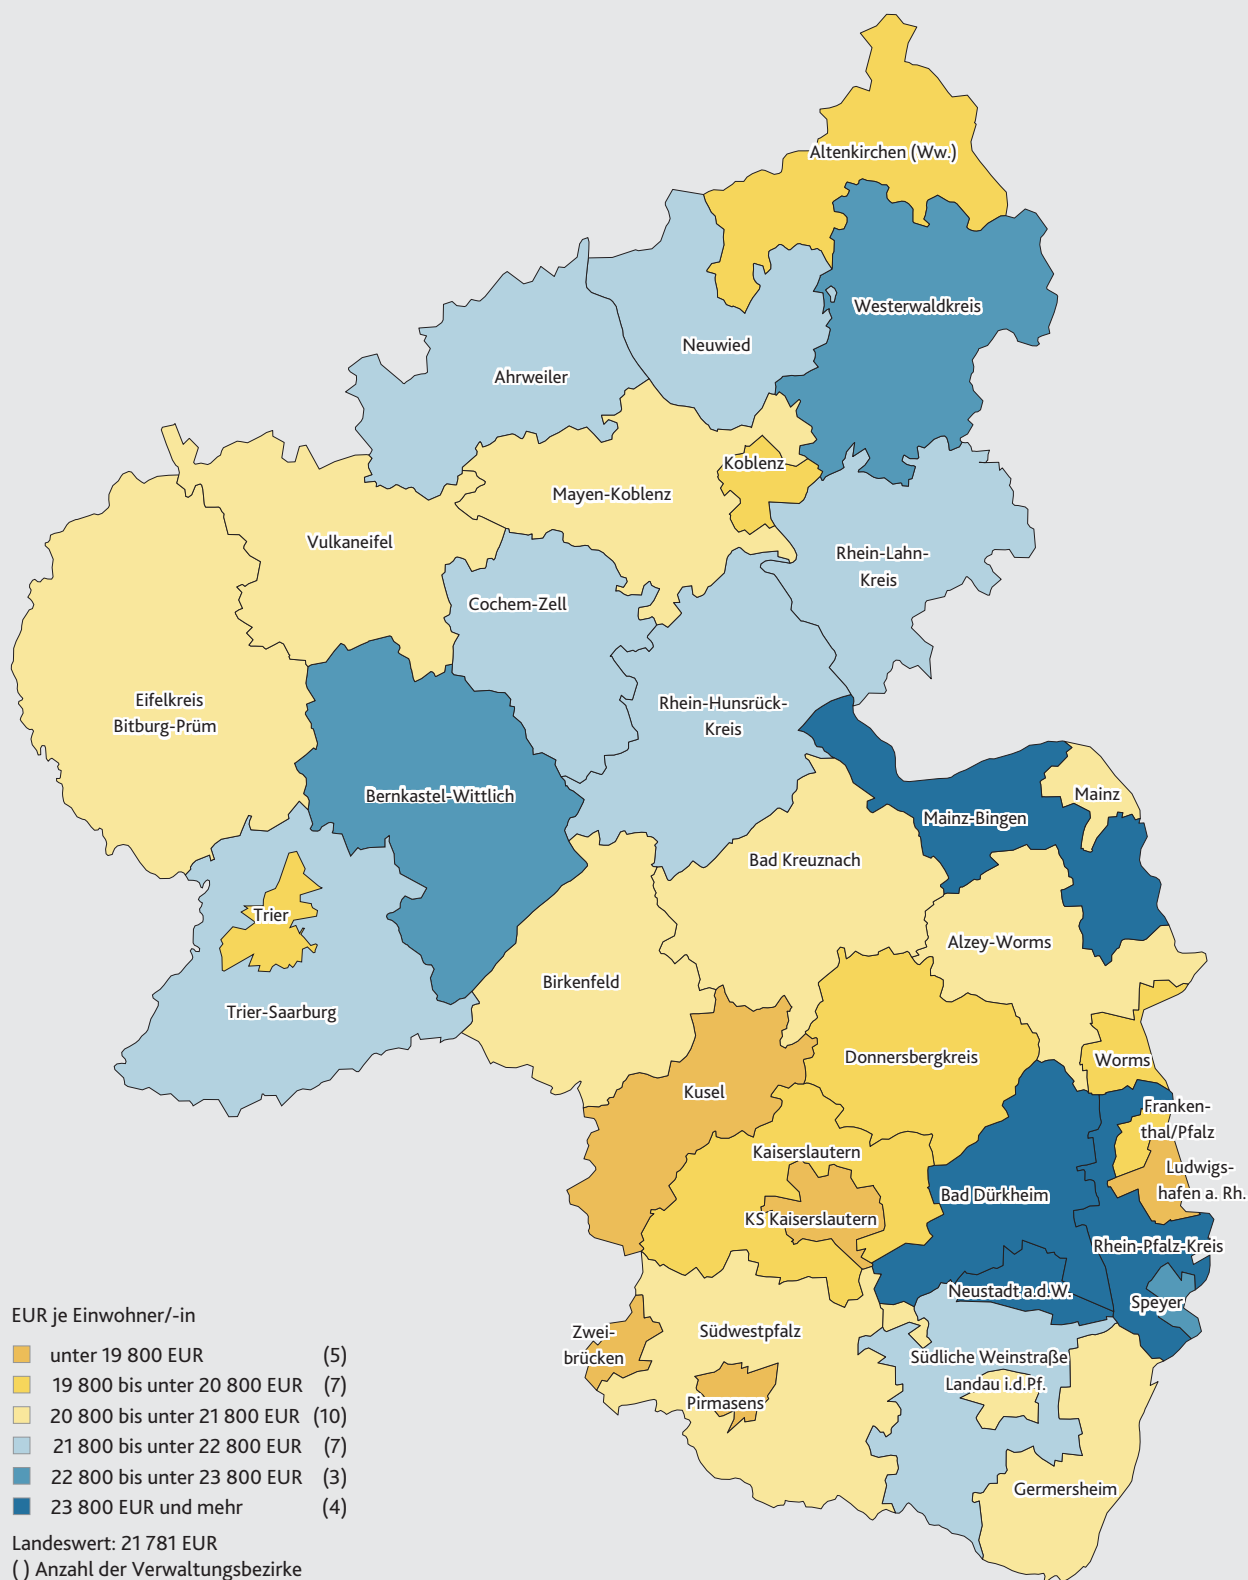 Altenkirchen (Ww.)
Westerwaldkreis
Neuwied
Ahrweiler
Koblenz
Mayen-Koblenz
Vulkaneifel
Rhein-Lahn-
Kreis
Cochem-Zell
Eifelkreis
Bitburg-Prüm
Rhein-Hunsrück-
Kreis
Bernkastel-Wittlich
Mainz
Mainz-Bingen
Bad Kreuznach
Trier
Alzey-Worms
Birkenfeld
Trier-Saarburg
Donnersbergkreis
Worms
Kusel
Franken-
thal/Pfalz
Kaiserslautern
Ludwigs-
hafen a. Rh.
Bad Dürkheim
KS Kaiserslautern
Rhein-Pfalz-Kreis
Neustadt a.d.W.
Speyer
Zwei-
brücken
Südwestpfalz
Südliche Weinstraße
Landau i.d.Pf.
Pirmasens
Germersheim
EUR je Einwohner/-in
unter 19 800 EUR (5)
19 800 bis unter 20 800 EUR (7)
20 800 bis unter 21 800 EUR (10)
21 800 bis unter 22 800 EUR (7)
22 800 bis unter 23 800 EUR (3)
23 800 EUR und mehr (4)
Landeswert: 21 781 EUR
( ) Anzahl der Verwaltungsbezirke